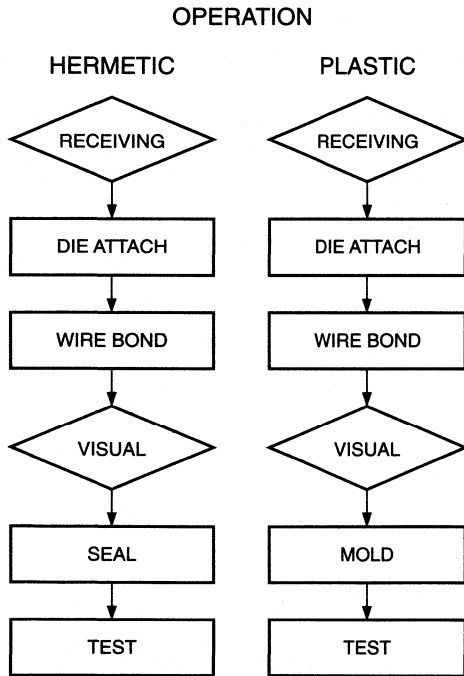 OPERATION
HERMETIC
PLASTIC
RECEIVING
RECEIVING
DIE ATTACH
DIE ATTACH
WIRE BOND
WIRE BOND
VISUAL
VISUAL
SEAL
MOLD
TEST
TEST